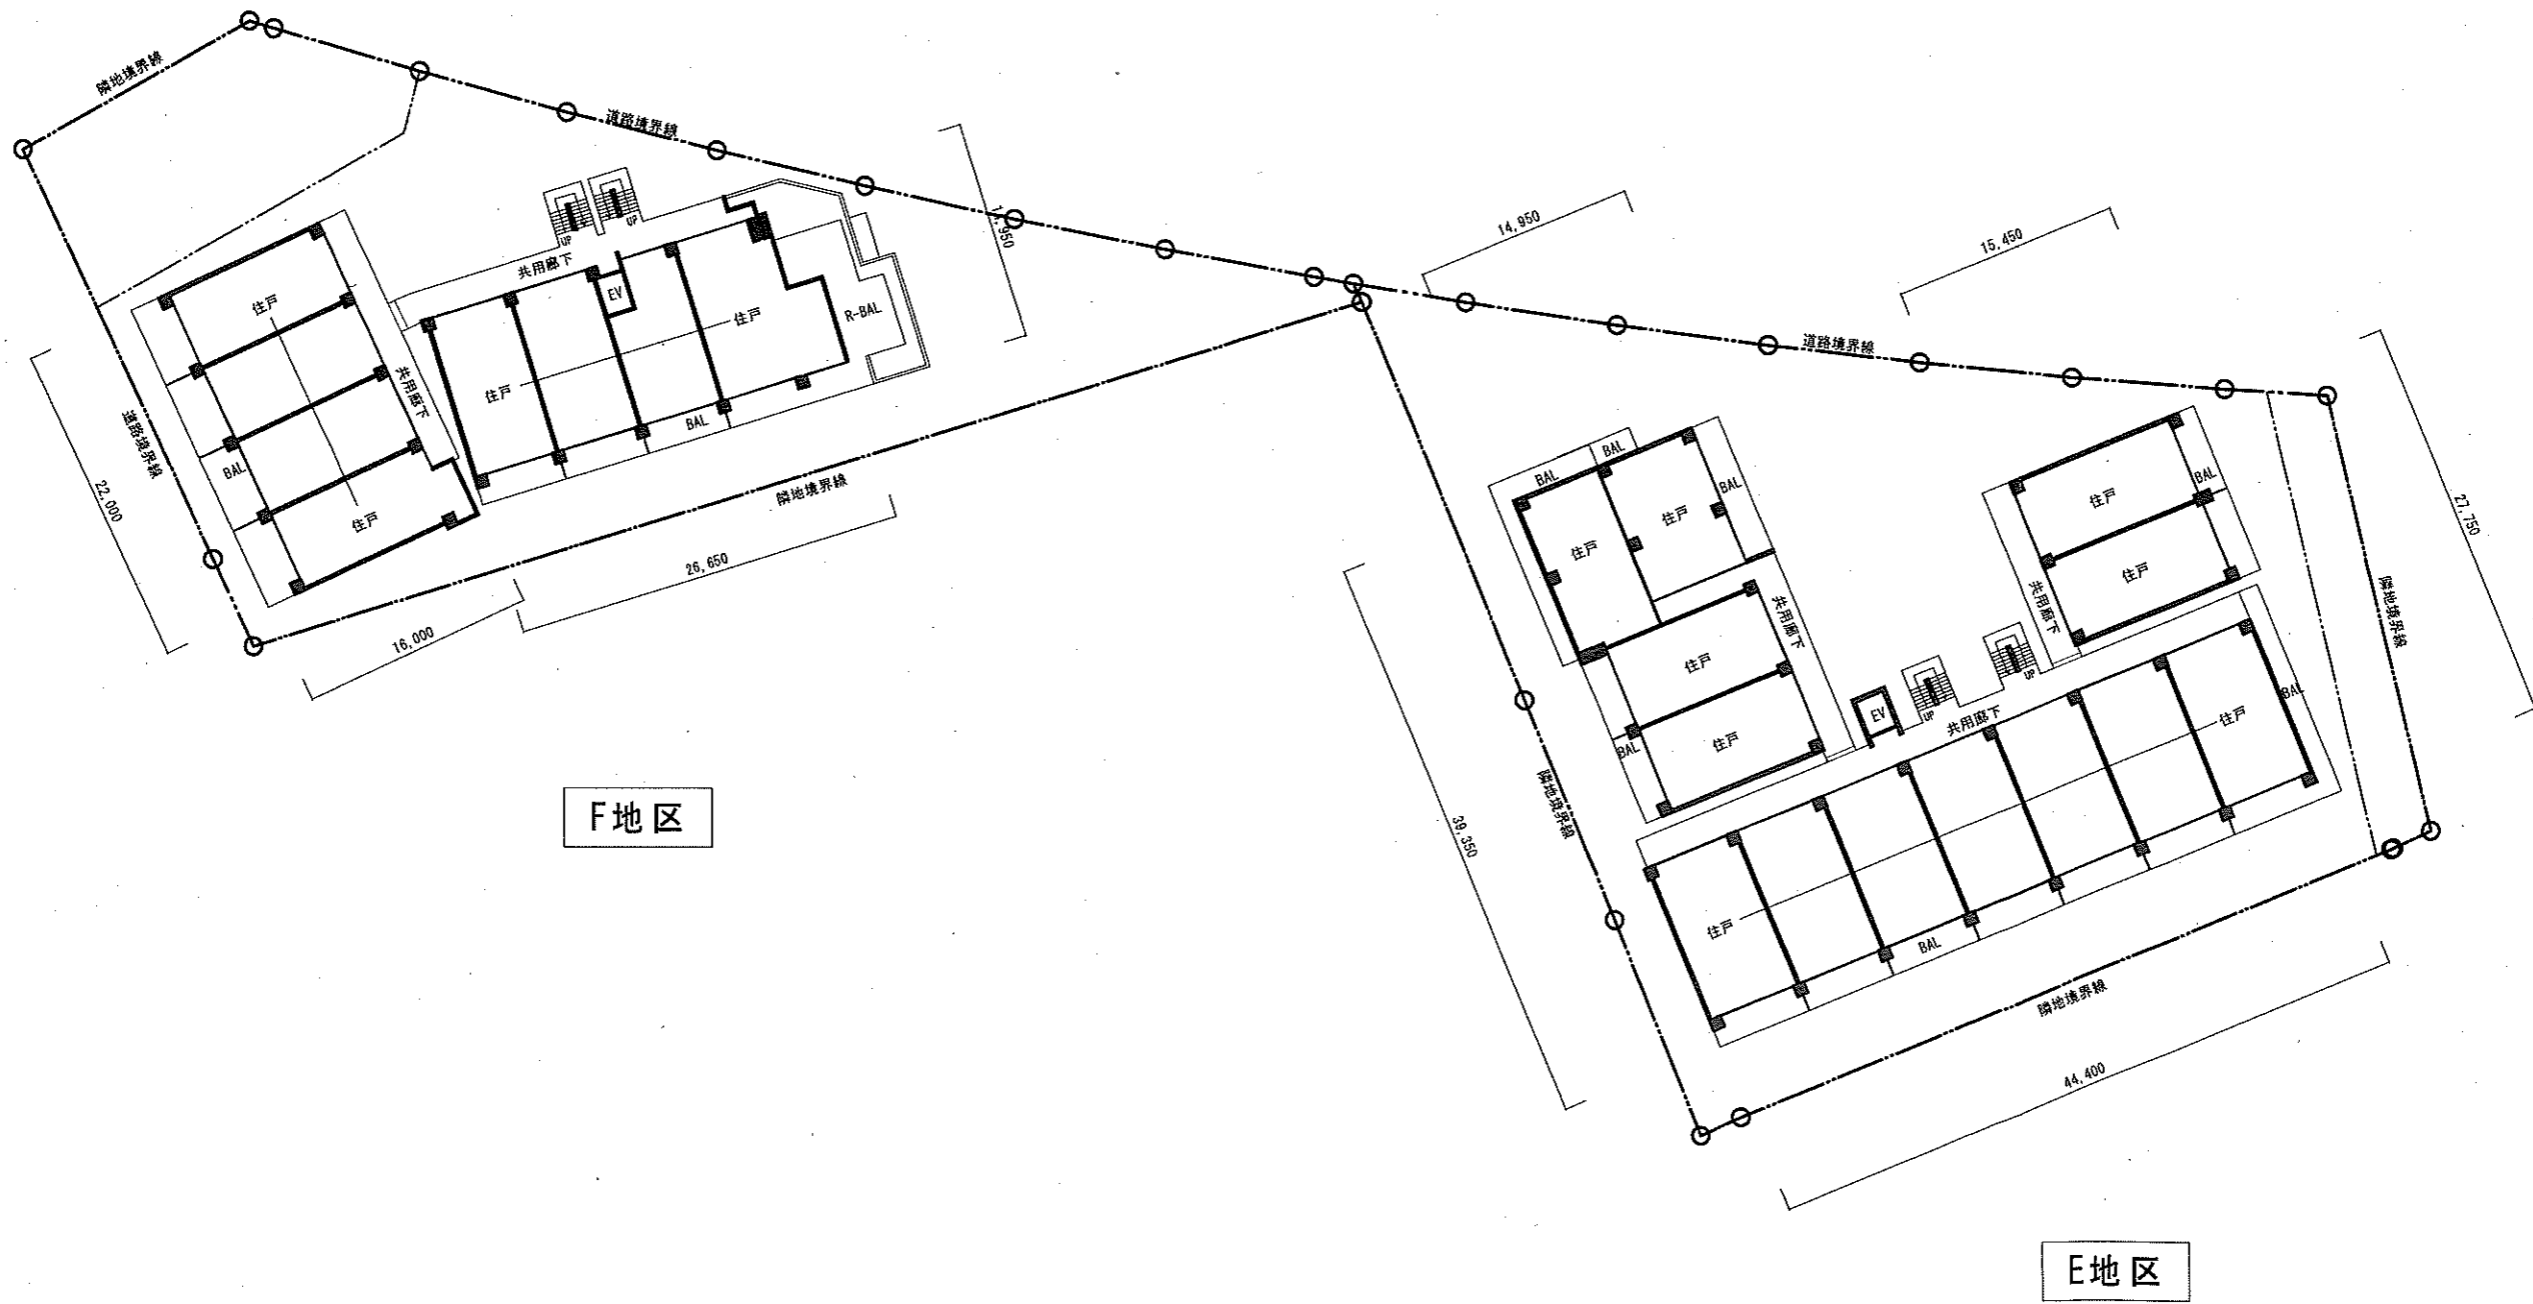 隣地境界線
道路境界線
14,950
UP
UP
共用廊下
EV
住戸
住戸
R-BAL
BAL
住戸
共用廊下
BAL
住戸
道路境界線
22,000
隣地境界線
26,650
16,000
F地区
14,950
15,450
道路境界線
27,750
BAL
BAL
BAL
住戸
住戸
共用廊下
住戸
住戸
BAL
住戸
BAL
住戸
共用廊下
隣地境界線
UP
UP
EV
共用廊下
住戸
BAL
住戸
BAL
隣地境界線
39,350
隣地境界線
44,400
E地区